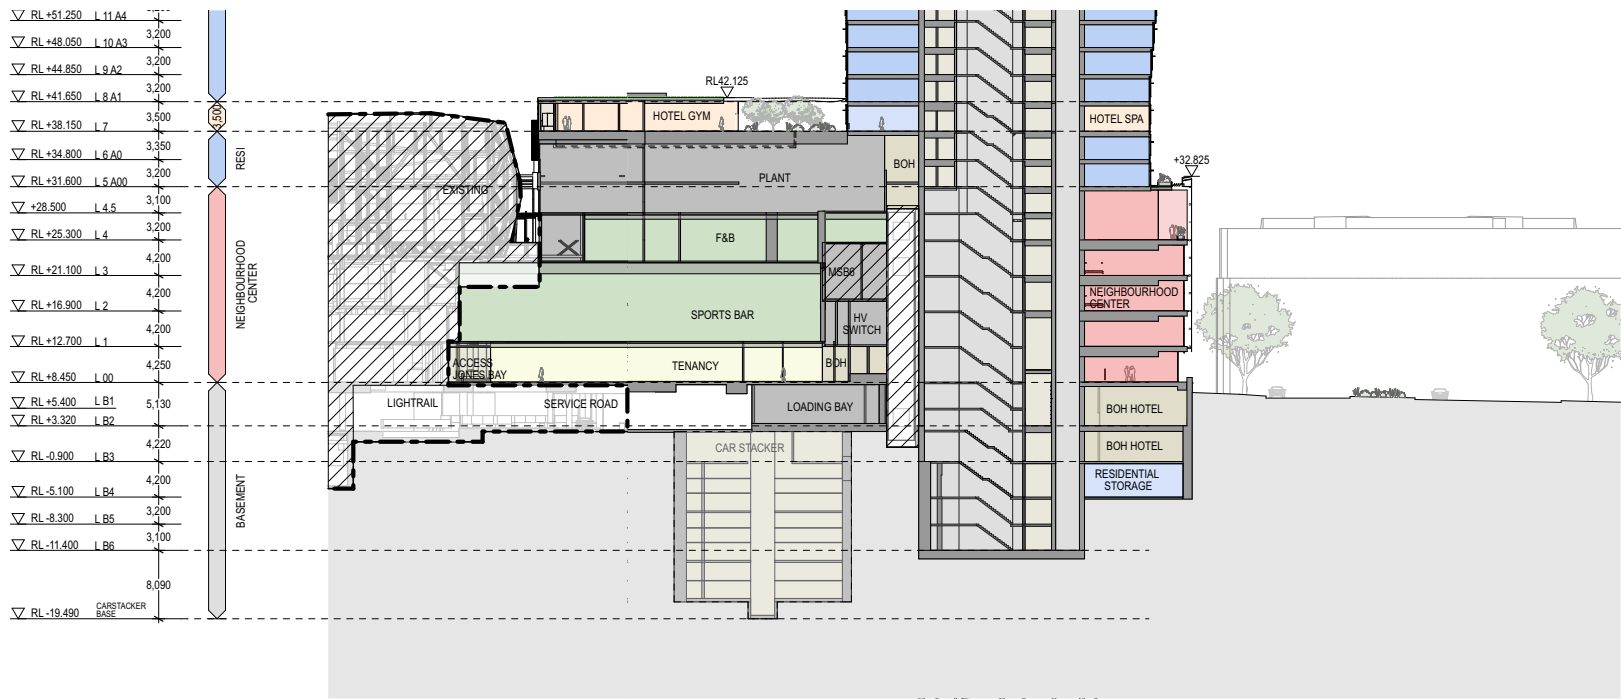 RL +51.250 L 11 A4
3,200
RL +48.050 L 10 A3
3,200
RL +44.850 L 9 A2
3,200
RL +41.650 L 8 A1
3,500
3,500
RL +38.150 L 7
3,350
RL +34.800 L 6 A0
3,200
RL +31.600 L 5 A00
3,100
+28.500 L 4.5
3,200
RL +25.300 L 4
4,200
RL +21.100 L 3
4,200
RL +16.900 L 2
4,200
RL +12.700 L 1
4,250
RL +8.450 L 00
RL +5.400 L B1
5,130
RL +3.320 L B2
4,220
RL -0.900 L B3
4,200
RL -5.100 L B4
3,200
RL -8.300 L B5
3,100
RL -11.400 L B6
8,090
RL -19.490 CARSTACKER
BASE
RESI
NEIGHBOURHOOD
CENTER
BASEMENT
RL42.125
HOTEL GYM
HOTEL SPA
BOH
+32.825
PLANT
EXISTING
F&B
MSB6
SPORTS BAR
HV
SWITCH
NEIGHBOURHOOD
CENTER
ACCESS
JONES BAY
TENANCY
BOH
LIGHTRAIL
SERVICE ROAD
LOADING BAY
BOH HOTEL
CAR STACKER
BOH HOTEL
RESIDENTIAL
STORAGE